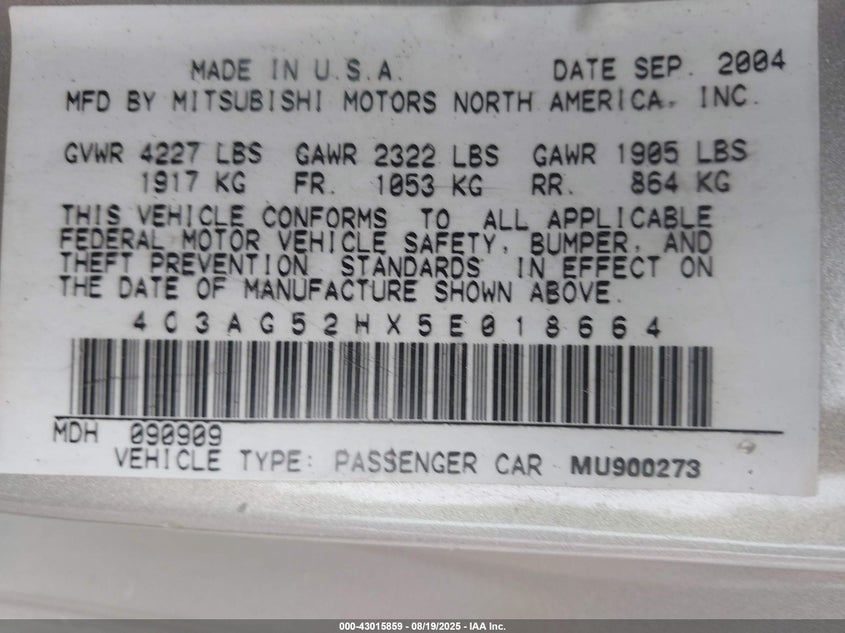 MADE IN U.S.A. DATE SEP. 2004
MFD BY MITSUBISHI MOTORS NORTH AMERICA, INC.
GVWR 4227 LBS GAWR 2322 LBS GAWR 1905 LBS
1917 KG FR. 1053 KG RR. 864 KG
THIS VEHICLE CONFORMS TO ALL APPLICABLE
FEDERAL MOTOR VEHICLE SAFETY, BUMPER, AND
THEFT PREVENTION STANDARDS IN EFFECT ON
THE DATE OF MANUFACTURE SHOWN ABOVE.
4C3AG52HX5E018664
MDH 090909
VEHICLE TYPE: PASSENGER CAR MU900273
000-43015859 - 08/19/2025 - IAA Inc.